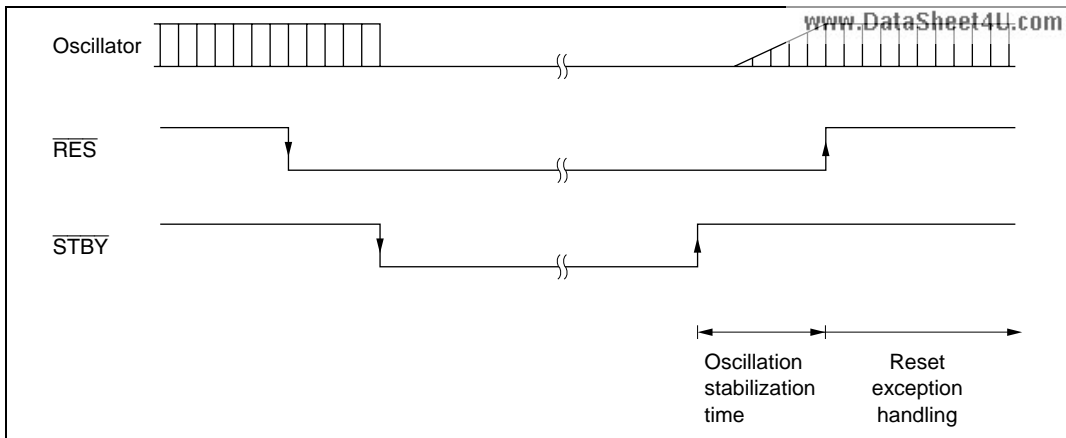 www.DataSheet4U.com
Oscillator
RES
STBY
Oscillation
stabilization
time
Reset
exception
handling